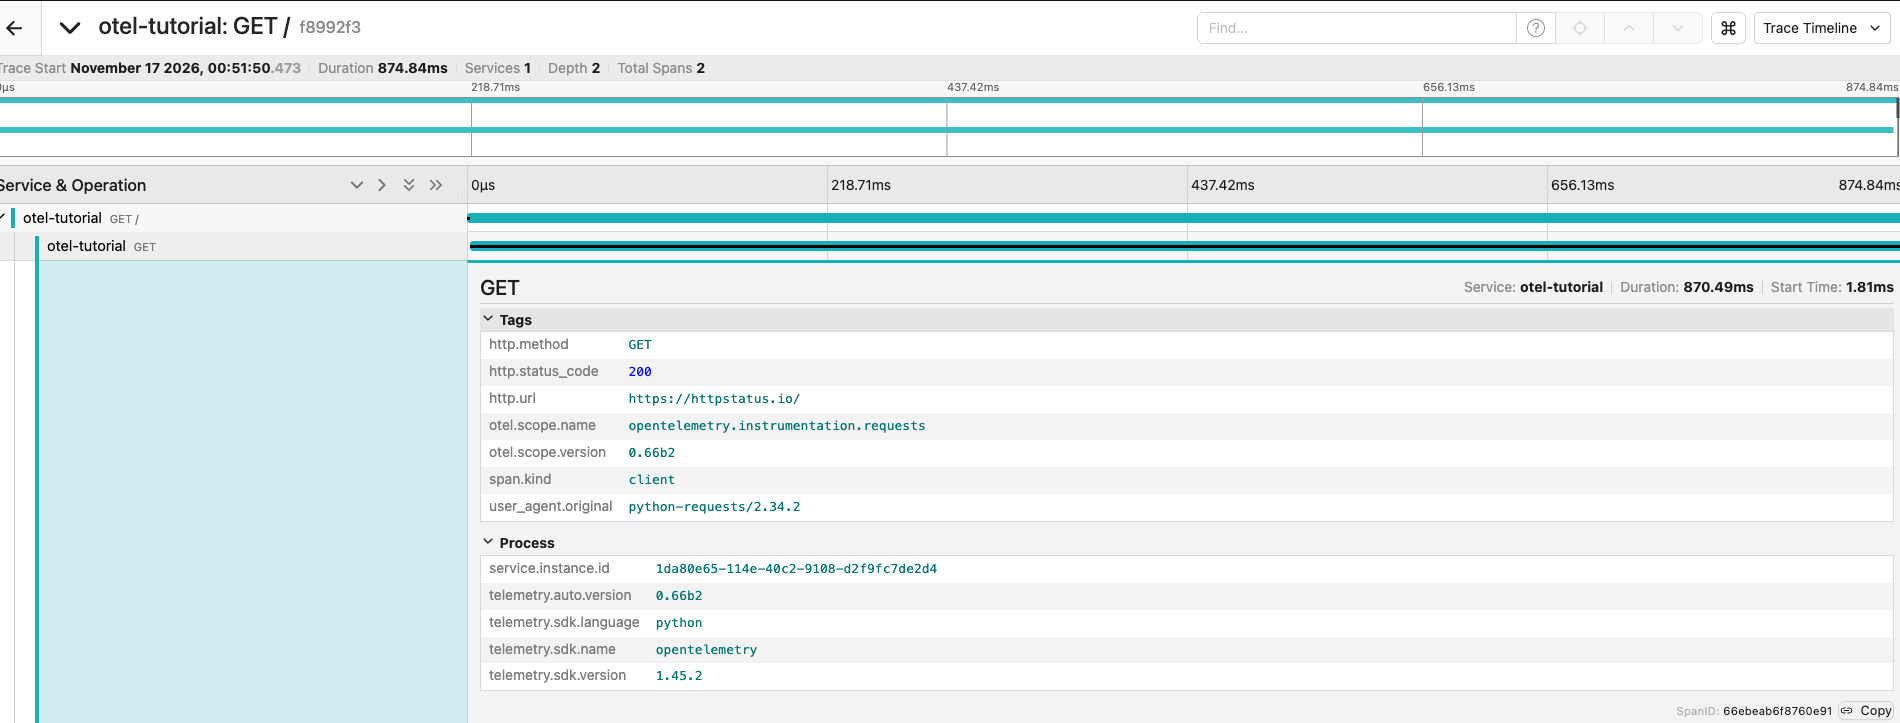 otel-tutorial: GET / f8992f3 Find... ? ⌘ Trace Timeline
Trace Start November 17 2026, 00:51:50.473 Duration 874.84ms Services 1 Depth 2 Total Spans 2
0µs 218.71ms 437.42ms 656.13ms 874.84ms
Service & Operation 0µs 218.71ms 437.42ms 656.13ms 874.84ms
otel-tutorial GET /
otel-tutorial GET
GET Service: otel-tutorial Duration: 870.49ms Start Time: 1.81ms
Tags
http.method GET
http.status_code 200
http.url https://httpstatus.io/
otel.scope.name opentelemetry.instrumentation.requests
otel.scope.version 0.66b2
span.kind client
user_agent.original python-requests/2.34.2
Process
service.instance.id 1da80e65-114e-40c2-9108-d2f9fc7de2d4
telemetry.auto.version 0.66b2
telemetry.sdk.language python
telemetry.sdk.name opentelemetry
telemetry.sdk.version 1.45.2
SpanID: 66ebeab6f8760e91 Copy